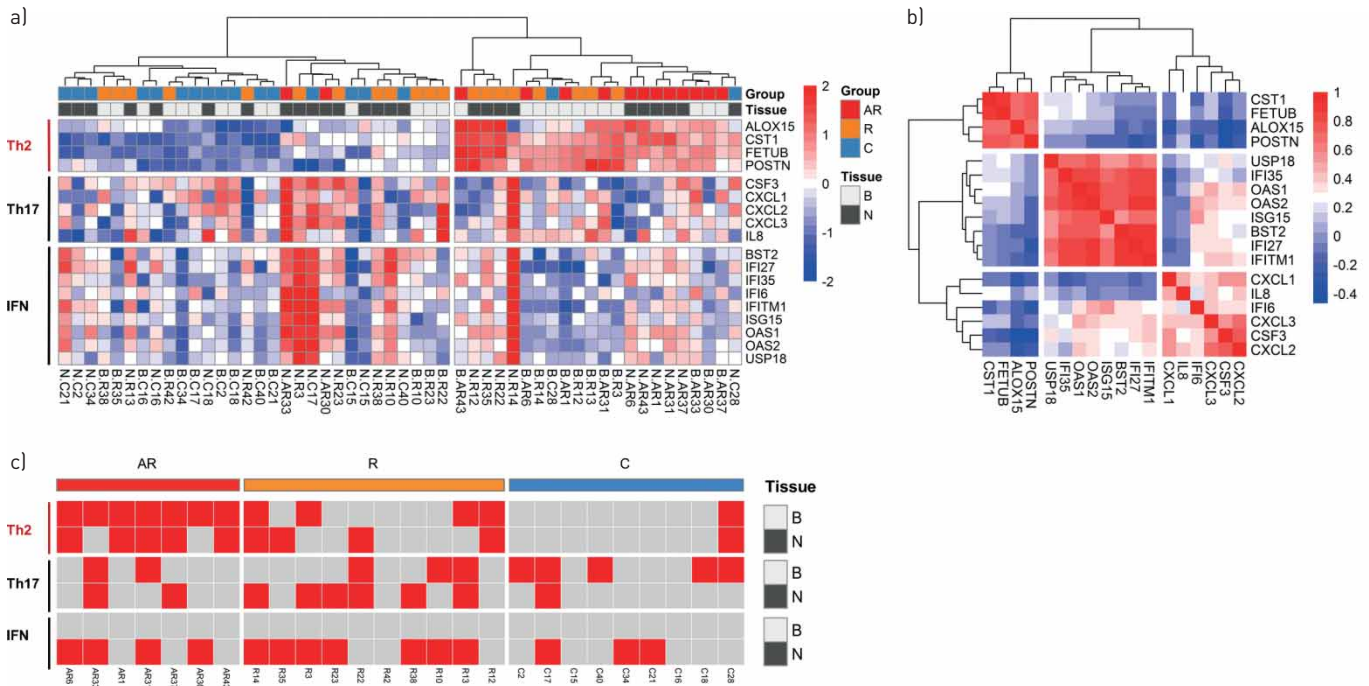 a)
Group
Tissue
Th2
ALOX15
CST1
FETUB
POSTN
Th17
CSF3
CXCL1
CXCL2
CXCL3
IL8
IFN
BST2
IFI27
IFI35
IFI6
IFITM1
ISG15
OAS1
OAS2
USP18
N.C21
N.C2
N.C34
B.R38
B.R35
N.R13
B.C16
N.C16
B.R42
B.C34
B.C17
N.C18
B.C2
B.C18
N.R42
B.C40
B.C21
N.AR33
N.R3
N.C17
N.AR30
N.R23
B.C15
N.C15
N.R38
N.R10
N.C40
B.R10
B.R23
B.R22
B.AR43
N.R12
N.R35
N.R22
N.R14
B.AR6
B.R14
B.C28
B.AR1
B.R12
B.R13
B.AR31
B.R3
N.AR6
N.AR43
N.AR1
N.AR31
N.AR37
B.AR33
B.AR30
B.AR37
N.C28
2
1
0
-1
-2
Group
AR
R
C
Tissue
B
N
b)
CST1
FETUB
ALOX15
POSTN
USP18
IFI35
OAS1
OAS2
ISG15
BST2
IFI27
IFITM1
CXCL1
IL8
IFI6
CXCL3
CSF3
CXCL2
CST1
FETUB
ALOX15
POSTN
USP18
IFI35
OAS1
OAS2
ISG15
BST2
IFI27
IFITM1
CXCL1
IL8
IFI6
CXCL3
CSF3
CXCL2
1
0.8
0.6
0.4
0.2
0
-0.2
-0.4
c)
AR
R
C
Tissue
Th2
B
N
Th17
B
N
IFN
B
N
AR6
AR1
R14
R35
R3
R23
R22
R42
R38
R10
R13
R12
C2
C17
C15
C40
C34
C21
C16
C18
C28